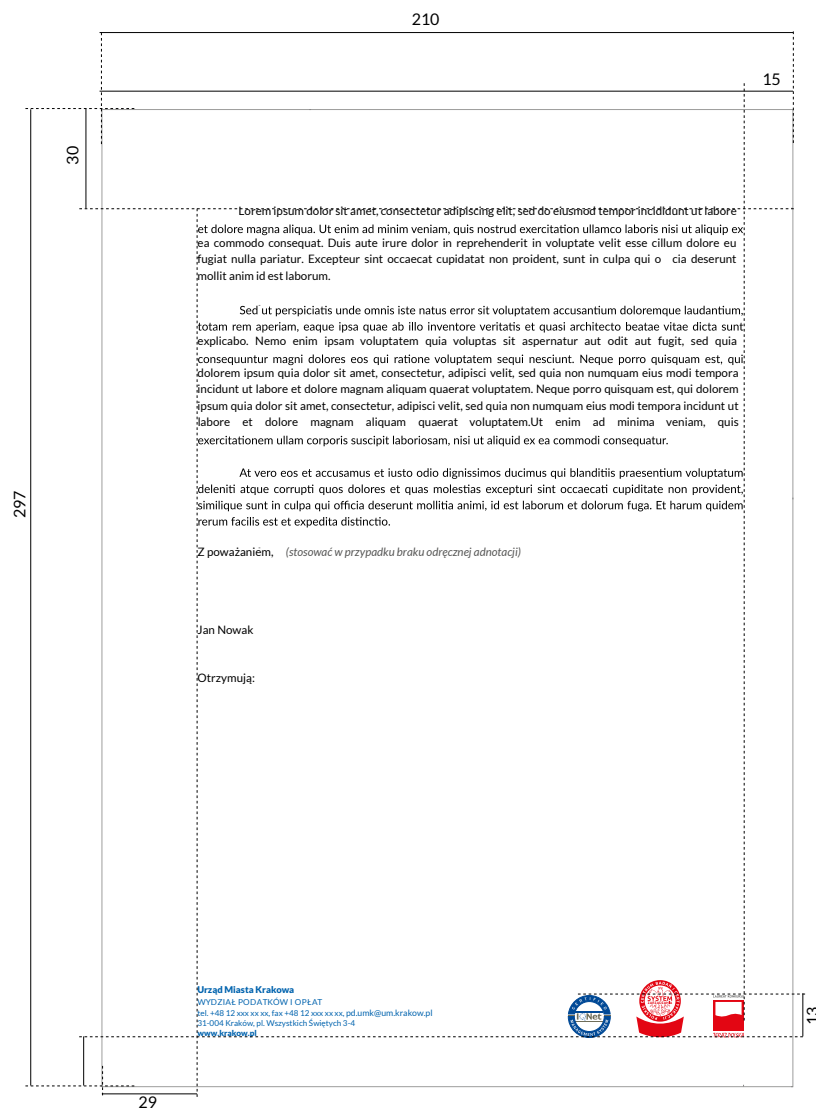 210
15
30
Lorem ipsum dolor sit amet, consectetur adipiscing elit, sed do eiusmod tempor incididunt ut labore
et dolore magna aliqua. Ut enim ad minim veniam, quis nostrud exercitation ullamco laboris nisi ut aliquip ex
ea commodo consequat. Duis aute irure dolor in reprehenderit in voluptate velit esse cillum dolore eu
fugiat nulla pariatur. Excepteur sint occaecat cupidatat non proident, sunt in culpa qui o cia deserunt
mollit anim id est laborum.
Sed ut perspiciatis unde omnis iste natus error sit voluptatem accusantium doloremque laudantium,
totam rem aperiam, eaque ipsa quae ab illo inventore veritatis et quasi architecto beatae vitae dicta sunt
explicabo. Nemo enim ipsam voluptatem quia voluptas sit aspernatur aut odit aut fugit, sed quia
consequuntur magni dolores eos qui ratione voluptatem sequi nesciunt. Neque porro quisquam est, qui
dolorem ipsum quia dolor sit amet, consectetur, adipisci velit, sed quia non numquam eius modi tempora
incidunt ut labore et dolore magnam aliquam quaerat voluptatem. Neque porro quisquam est, qui dolorem
ipsum quia dolor sit amet, consectetur, adipisci velit, sed quia non numquam eius modi tempora incidunt ut
labore et dolore magnam aliquam quaerat voluptatem.Ut enim ad minima veniam, quis
exercitationem ullam corporis suscipit laboriosam, nisi ut aliquid ex ea commodi consequatur.
At vero eos et accusamus et iusto odio dignissimos ducimus qui blanditiis praesentium voluptatum
deleniti atque corrupti quos dolores et quas molestias excepturi sint occaecati cupiditate non provident,
similique sunt in culpa qui officia deserunt mollitia animi, id est laborum et dolorum fuga. Et harum quidem
rerum facilis est et expedita distinctio.
297
Z poważaniem, (stosować w przypadku braku odręcznej adnotacji)
Jan Nowak
Otrzymują:
Urząd Miasta Krakowa
WYDZIAŁ PODATKÓW I OPŁAT
tel. +48 12 xxx xx xx, fax +48 12 xxx xx xx, pd.umk@um.krakow.pl
31-004 Kraków, pl. Wszystkich Świętych 3-4
www.krakow.pl
CERTIFIED
IQNet
MANAGEMENT SYSTEM
SYSTEM
13
29